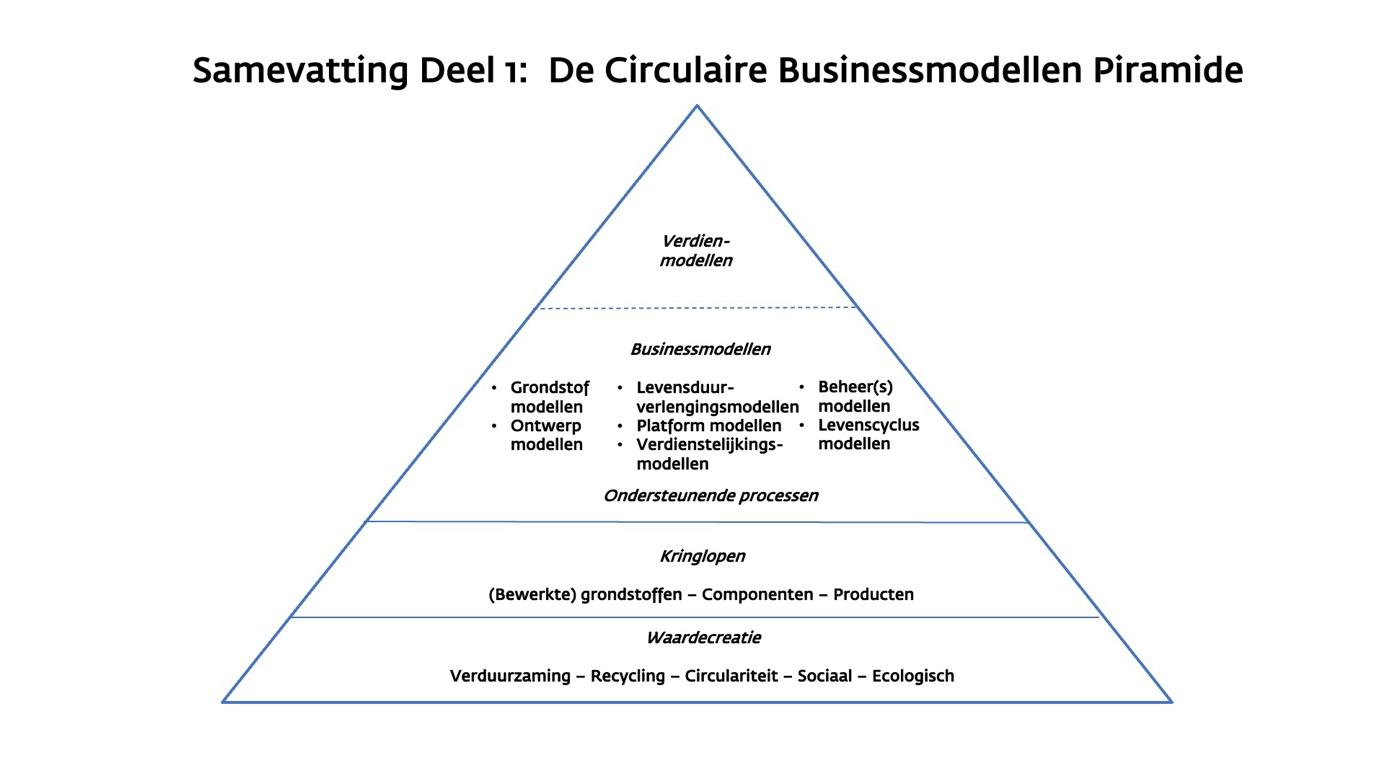 Samevatting Deel 1:  De Circulaire Businessmodellen Piramide
Verdien-
modellen
Businessmodellen
• Grondstof
modellen
• Ontwerp
modellen
• Levensduur-
verlengingsmodellen
• Platform modellen
• Verdienstelijkings-
modellen
• Beheer(s)
modellen
• Levenscyclus
modellen
Ondersteunende processen
Kringlopen
(Bewerkte) grondstoffen – Componenten – Producten
Waardecreatie
Verduurzaming – Recycling – Circulariteit – Sociaal – Ecologisch